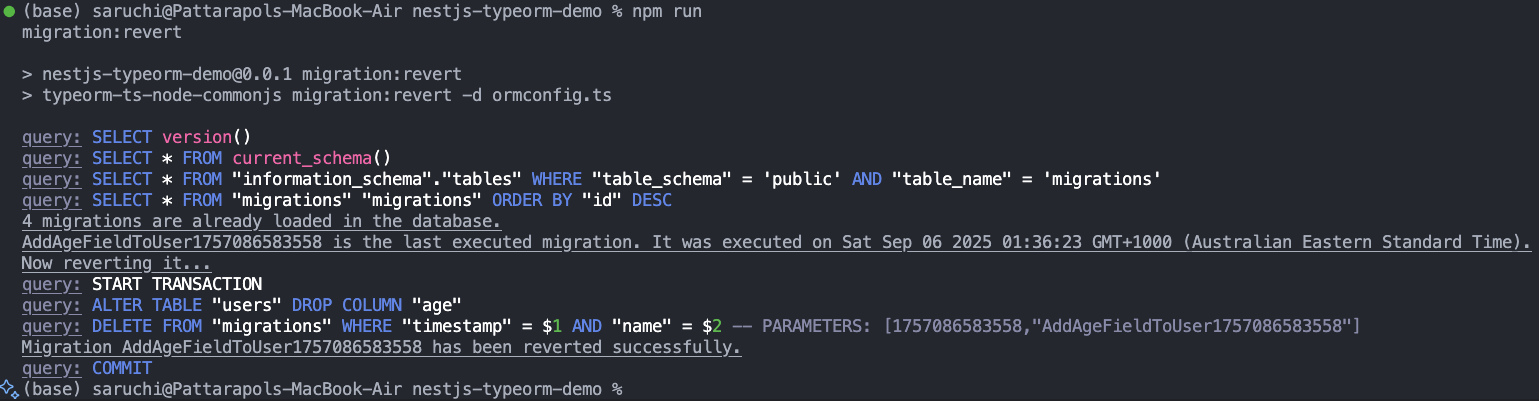 (base) saruchi@Pattarapols-MacBook-Air nestjs-typeorm-demo % npm run
migration:revert
> nestjs-typeorm-demo@0.0.1 migration:revert
> typeorm-ts-node-commonjs migration:revert -d ormconfig.ts
query: SELECT version()
query: SELECT * FROM current_schema()
query: SELECT * FROM "information_schema"."tables" WHERE "table_schema" = 'public' AND "table_name" = 'migrations'
query: SELECT * FROM "migrations" "migrations" ORDER BY "id" DESC
4 migrations are already loaded in the database.
AddAgeFieldToUser1757086583558 is the last executed migration. It was executed on Sat Sep 06 2025 01:36:23 GMT+1000 (Australian Eastern Standard Time).
Now reverting it...
query: START TRANSACTION
query: ALTER TABLE "users" DROP COLUMN "age"
query: DELETE FROM "migrations" WHERE "timestamp" = $1 AND "name" = $2 -- PARAMETERS: [1757086583558,"AddAgeFieldToUser1757086583558"]
Migration AddAgeFieldToUser1757086583558 has been reverted successfully.
query: COMMIT
(base) saruchi@Pattarapols-MacBook-Air nestjs-typeorm-demo %